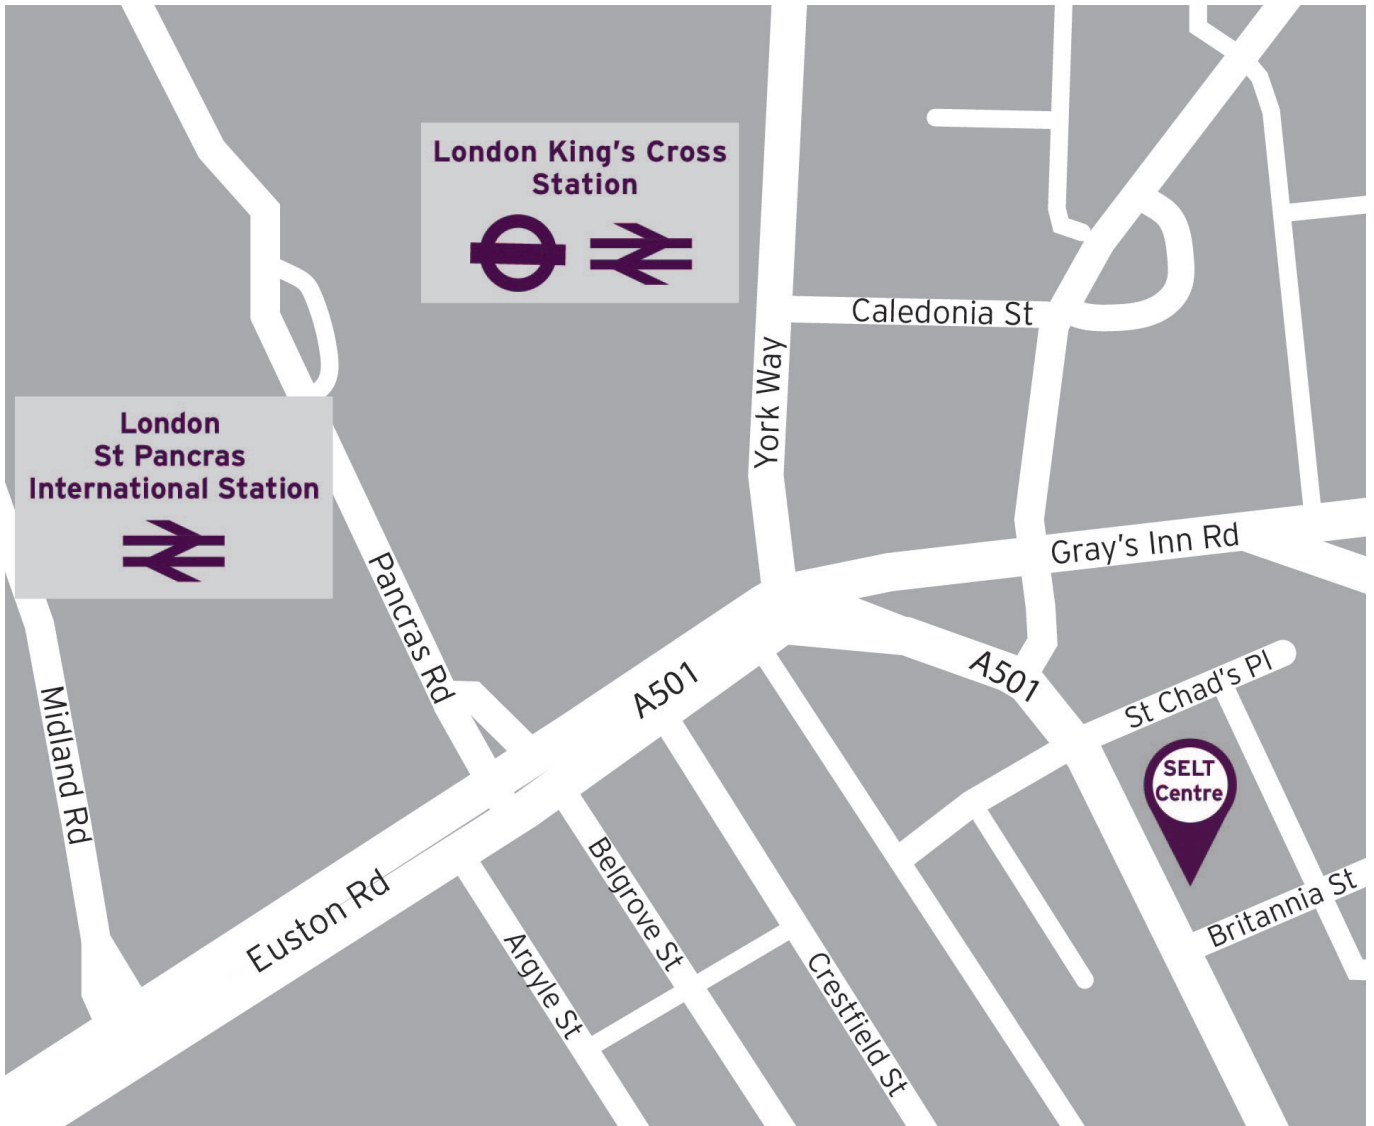 London King's Cross
Station
Caledonia St
York Way
London
St Pancras
International Station
Gray's Inn Rd
Pancras Rd
A501
A501
St Chad's Pl
Midland Rd
SELT
Centre
Euston Rd
Belgrove St
Britannia St
Argyle St
Crestfield St